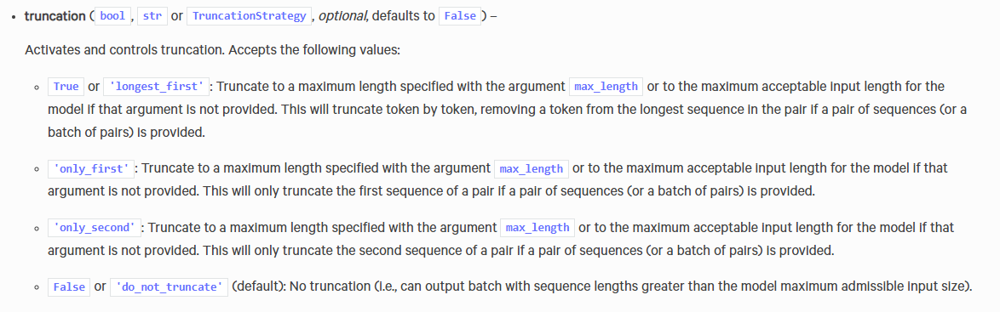 truncation (bool, str or TruncationStrategy, optional, defaults to False) –
Activates and controls truncation. Accepts the following values:
True or 'longest_first': Truncate to a maximum length specified with the argument max_length or to the maximum acceptable input length for the
model if that argument is not provided. This will truncate token by token, removing a token from the longest sequence in the pair if a pair of sequences (or a
batch of pairs) is provided.
'only_first': Truncate to a maximum length specified with the argument max_length or to the maximum acceptable input length for the model if that
argument is not provided. This will only truncate the first sequence of a pair if a pair of sequences (or a batch of pairs) is provided.
'only_second': Truncate to a maximum length specified with the argument max_length or to the maximum acceptable input length for the model if that
argument is not provided. This will only truncate the second sequence of a pair if a pair of sequences (or a batch of pairs) is provided.
False or 'do_not_truncate' (default): No truncation (i.e., can output batch with sequence lengths greater than the model maximum admissible input size).